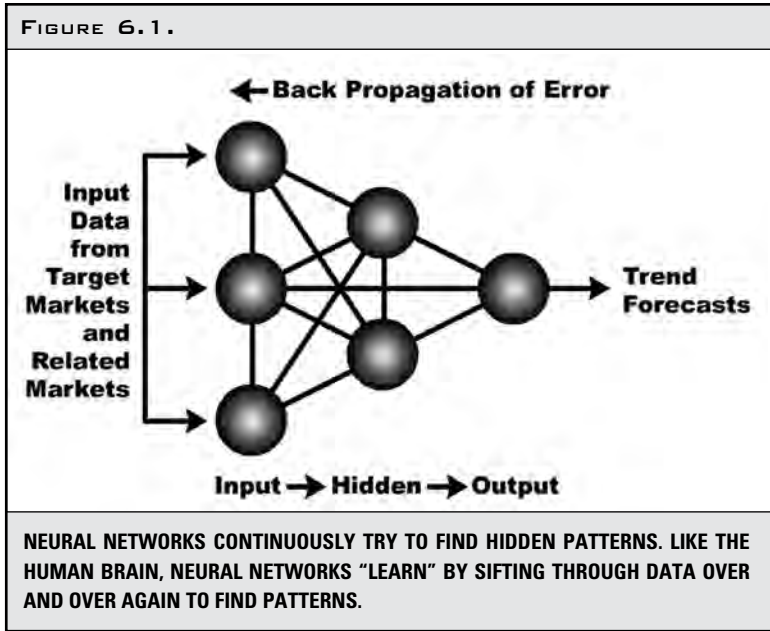 FIGURE 6.1.
Back Propagation of Error
Input
Data
from
Target
Markets
and
Related
Markets
Trend
Forecasts
Input → Hidden → Output
NEURAL NETWORKS CONTINUOUSLY TRY TO FIND HIDDEN PATTERNS. LIKE THE
HUMAN BRAIN, NEURAL NETWORKS “LEARN” BY SIFTING THROUGH DATA OVER
AND OVER AGAIN TO FIND PATTERNS.